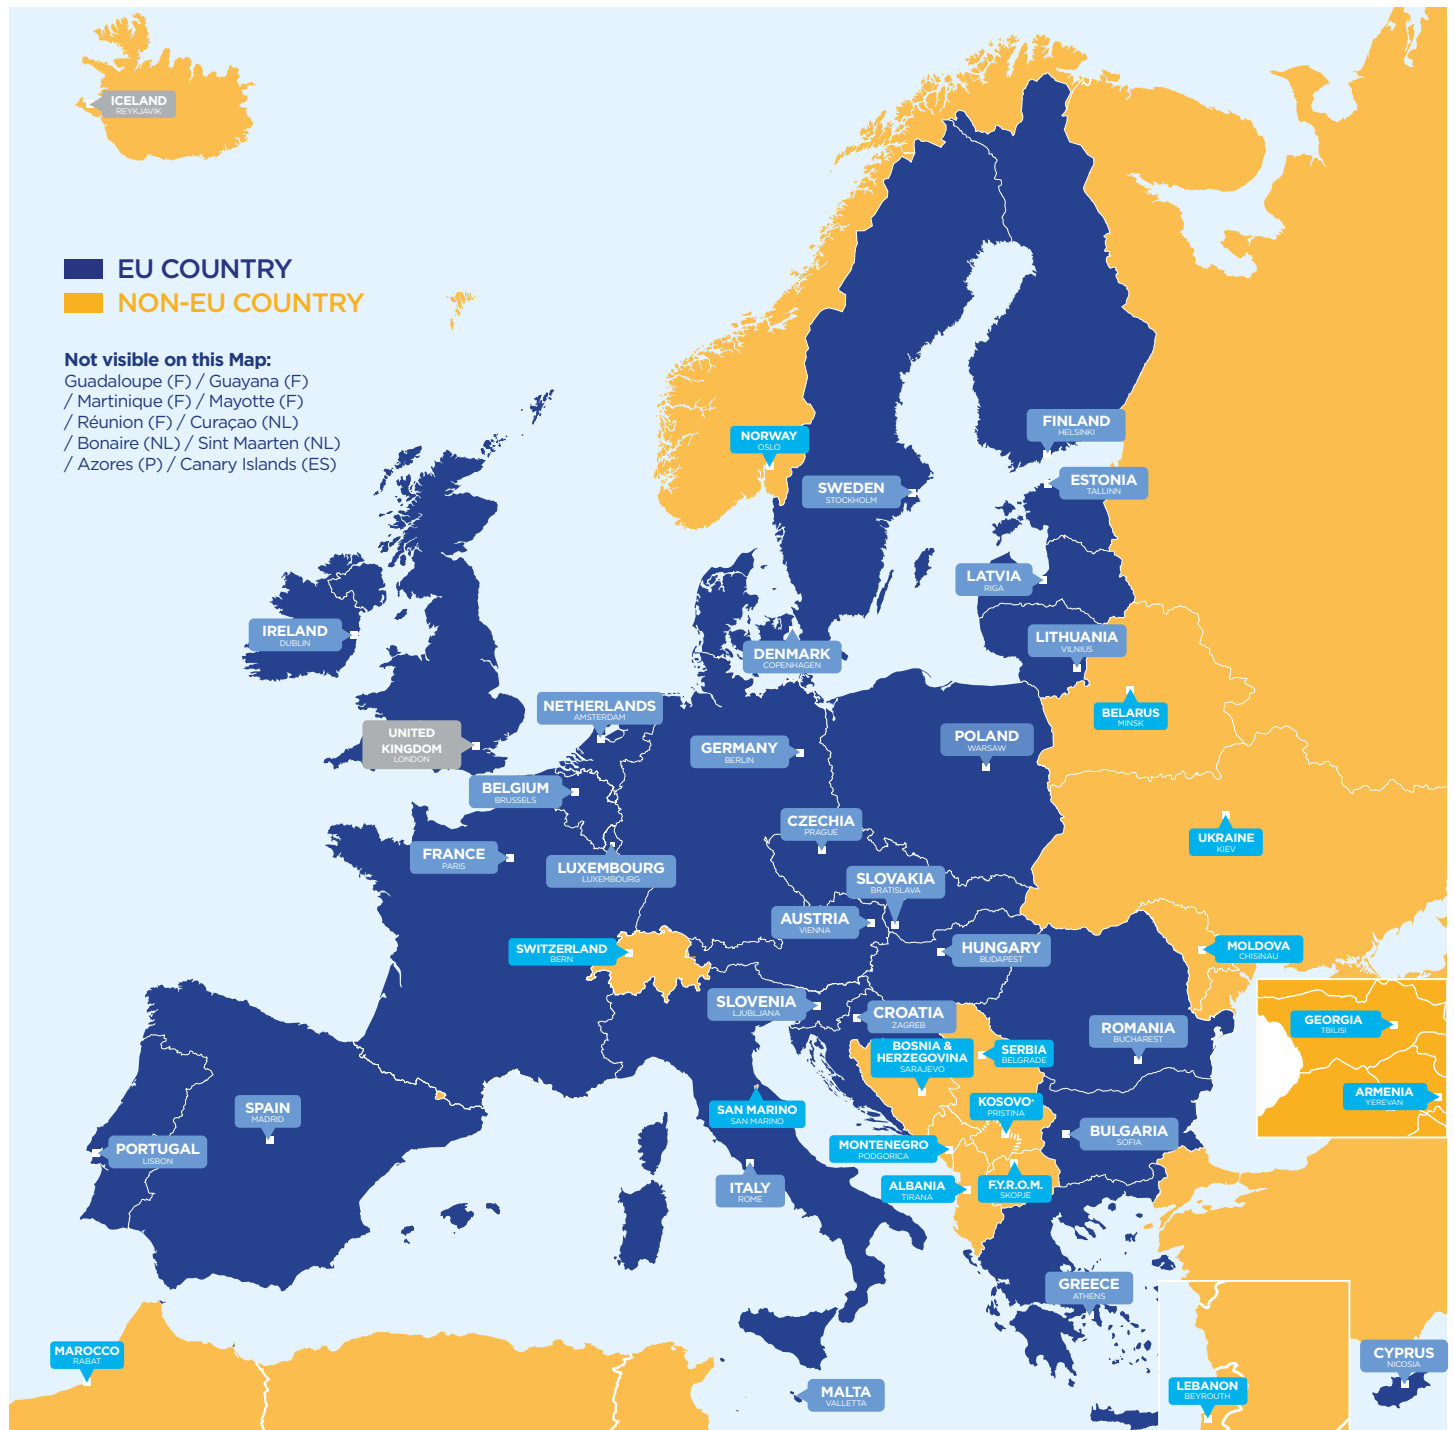 ICELAND
REYKJAVIK
EU COUNTRY
NON-EU COUNTRY
Not visible on this Map:
Guadaloupe (F) / Guayana (F)
/ Martinique (F) / Mayotte (F)
/ Réunion (F) / Curaçao (NL)
/ Bonaire (NL) / Sint Maarten (NL)
/ Azores (P) / Canary Islands (ES)
NORWAY
OSLO
FINLAND
HELSINKI
SWEDEN
STOCKHOLM
ESTONIA
TALLINN
LATVIA
RIGA
IRELAND
DUBLIN
LITHUANIA
VILNIUS
DENMARK
COPENHAGEN
NETHERLANDS
AMSTERDAM
BELARUS
MINSK
UNITED
KINGDOM
LONDON
GERMANY
BERLIN
POLAND
WARSAW
BELGIUM
BRUSSELS
CZECHIA
PRAGUE
UKRAINE
KIEV
FRANCE
PARIS
LUXEMBOURG
LUXEMBOURG
SLOVAKIA
BRATISLAVA
AUSTRIA
VIENNA
SWITZERLAND
BERN
HUNGARY
BUDAPEST
MOLDOVA
CHISINAU
SLOVENIA
LJUBLJANA
CROATIA
ZAGREB
ROMANIA
BUCHAREST
GEORGIA
TBILISI
BOSNIA &
HERZEGOVINA
SARAJEVO
SERBIA
BELGRADE
ARMENIA
YEREVAN
SPAIN
MADRID
SAN MARINO
SAN MARINO
KOSOVO*
PRISTINA
PORTUGAL
LISBON
MONTENEGRO
PODGORICA
BULGARIA
SOFIA
ITALY
ROME
ALBANIA
TIRANA
F.Y.R.O.M.
SKOPJE
GREECE
ATHENS
MAROCCO
RABAT
CYPRUS
NICOSIA
MALTA
VALLETTA
LEBANON
BEYROUTH